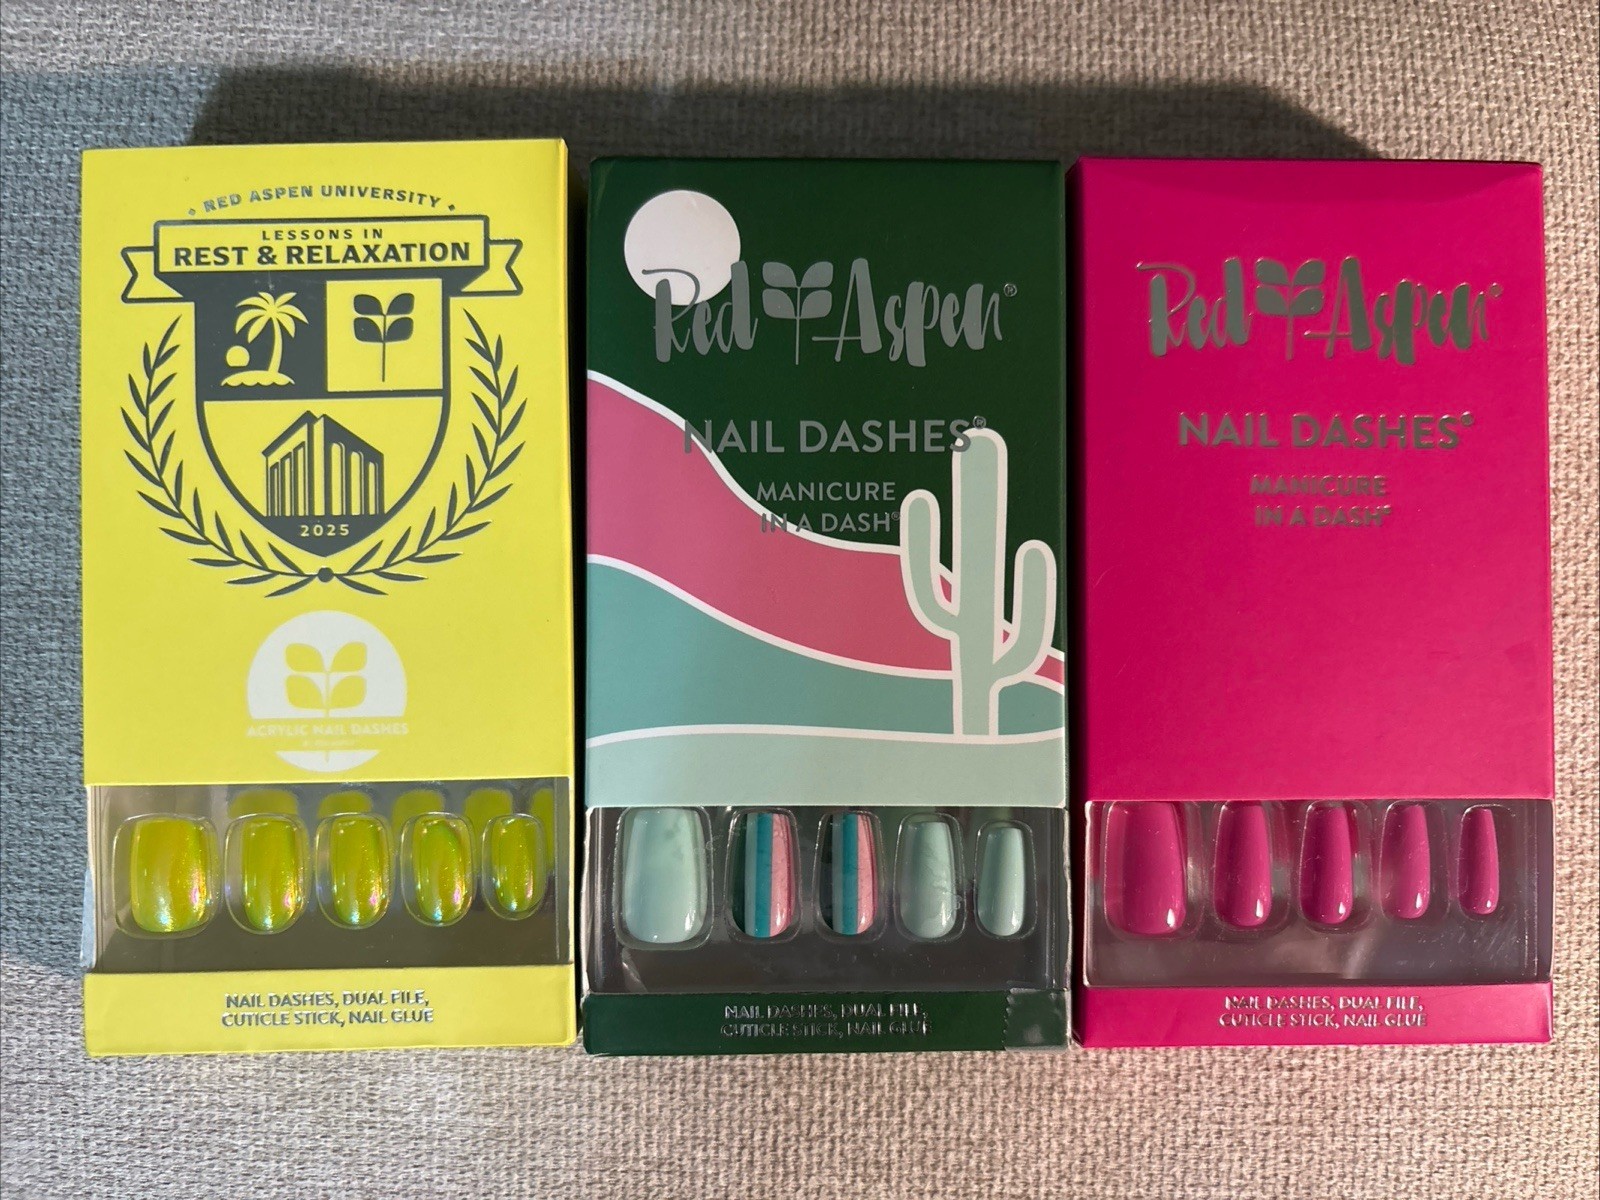 RED ASPEN UNIVERSITY
LESSONS IN
REST & RELAXATION
2025
ACRYLIC NAIL DASHES
NAIL DASHES, DUAL FILE,
CUTICLE STICK, NAIL GLUE
Red Aspen®
NAIL DASHES®
MANICURE
IN A DASH®
NAIL DASHES, DUAL FILE,
CUTICLE STICK, NAIL GLUE
Red Aspen®
NAIL DASHES®
MANICURE
IN A DASH®
NAIL DASHES, DUAL FILE,
CUTICLE STICK, NAIL GLUE